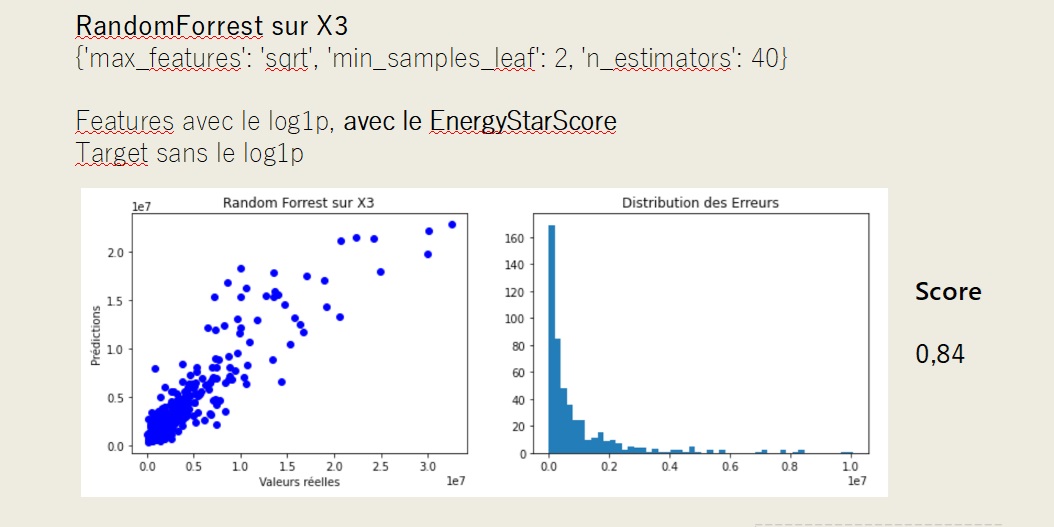 RandomForrest sur X3
{'max_features': 'sqrt', 'min_samples_leaf': 2, 'n_estimators': 40}
Features avec le log1p, avec le EnergyStarScore
Target sans le log1p
Random Forrest sur X3
1e7
2.0
1.5
1.0
0.5
0.0
Prédictions
0.0 0.5 1.0 1.5 2.0 2.5 3.0
Valeurs réelles
1e7
Distribution des Erreurs
160
140
120
100
80
60
40
20
0
0.0 0.2 0.4 0.6 0.8 1.0
1e7
Score
0,84